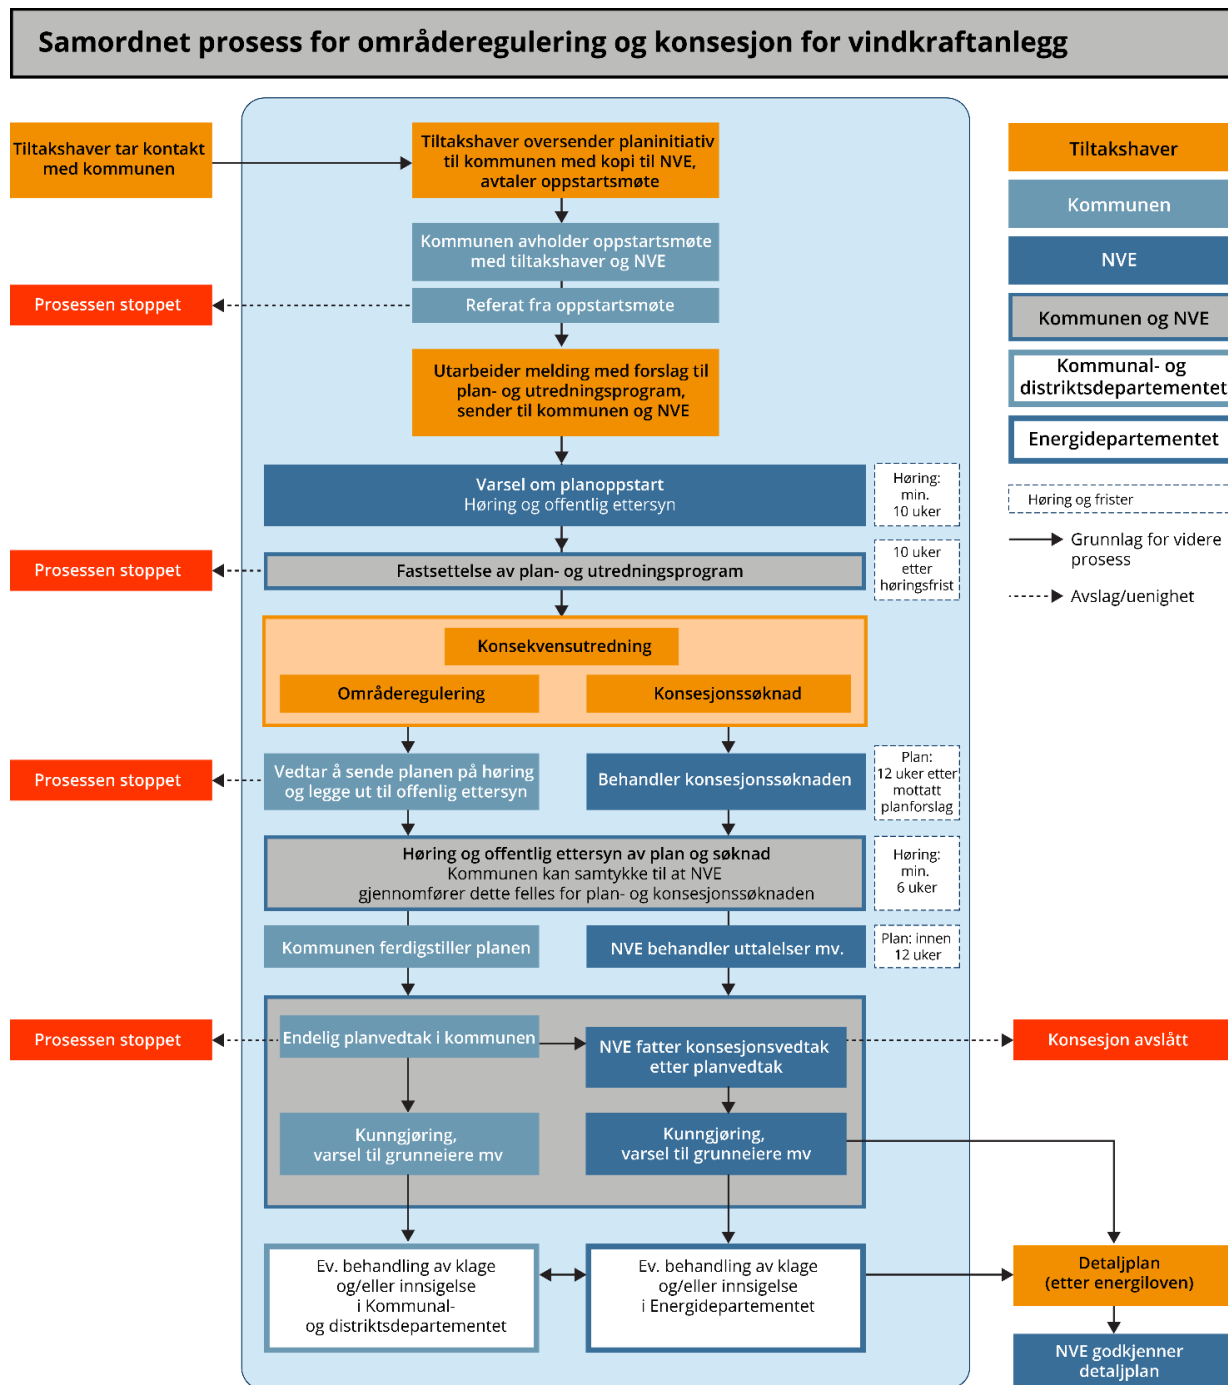 Samordnet prosess for områderegulering og konsesjon for vindkraftanlegg
Tiltakshaver tar kontakt
med kommunen
Tiltakshaver oversender planinitiativ
til kommunen med kopi til NVE,
avtaler oppstartsmøte
Kommunen avholder oppstartsmøte
med tiltakshaver og NVE
Prosessen stoppet
Referat fra oppstartsmøte
Utarbeider melding med forslag til
plan- og utredningsprogram,
sender til kommunen og NVE
Varsel om planoppstart
Høring og offentlig ettersyn
Høring:
min.
10 uker
Prosessen stoppet
Fastsettelse av plan- og utredningsprogram
10 uker
etter
høringsfrist
Konsekvensutredning
Områderegulering
Konsesjonssøknad
Prosessen stoppet
Vedtar å sende planen på høring
og legge ut til offenlig ettersyn
Behandler konsesjonssøknaden
Plan:
12 uker etter
mottatt
planforslag
Høring og offentlig ettersyn av plan og søknad
Kommunen kan samtykke til at NVE
gjennomfører dette felles for plan- og konsesjonssøknaden
Høring:
min.
6 uker
Kommunen ferdigstiller planen
NVE behandler uttalelser mv.
Plan: innen
12 uker
Prosessen stoppet
Endelig planvedtak i kommunen
NVE fatter konsesjonsvedtak
etter planvedtak
Konsesjon avslått
Kunngjøring,
varsel til grunneiere mv
Kunngjøring,
varsel til grunneiere mv
Ev. behandling av klage
og/eller innsigelse
i Kommunal-
og distriktsdepartementet
Ev. behandling av klage
og/eller innsigelse
i Energidepartementet
Detaljplan
(etter energiloven)
NVE godkjenner
detaljplan
Tiltakshaver
Kommunen
NVE
Kommunen og NVE
Kommunal- og
distriktsdepartementet
Energidepartementet
Høring og frister
Grunnlag for videre
prosess
Avslag/uenighet